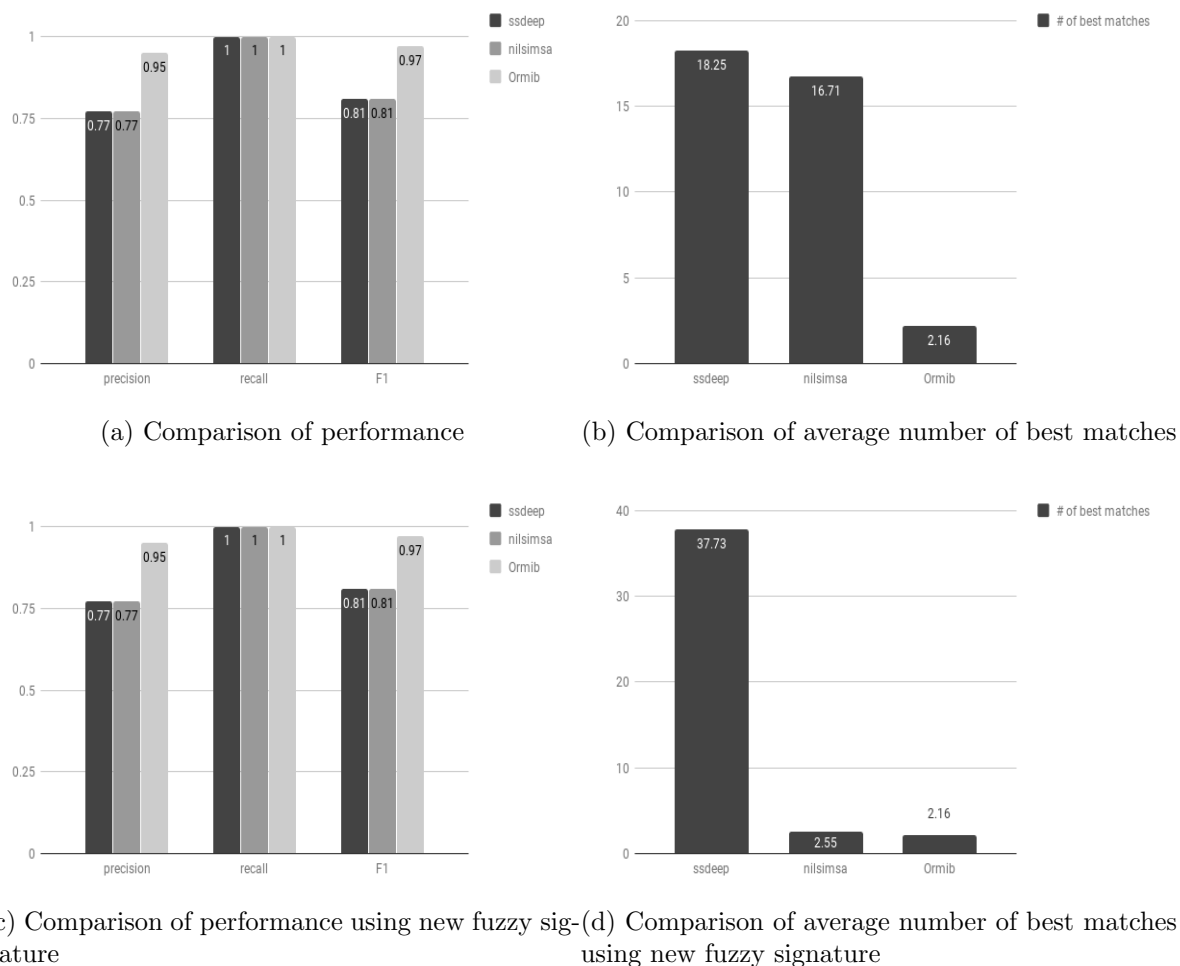 ssdeep
nilsimsa
Ormib
1
0.75
0.5
0.25
0
0.77 0.77 0.95
1 1 1
0.81 0.81 0.97
precision recall F1
(a) Comparison of performance
# of best matches
20
15
10
5
0
18.25
16.71
2.16
ssdeep nilsimsa Ormib
(b) Comparison of average number of best matches
ssdeep
nilsimsa
Ormib
1
0.75
0.5
0.25
0
0.77 0.77 0.95
1 1 1
0.81 0.81 0.97
precision recall F1
c) Comparison of performance using new fuzzy sig-
ature
# of best matches
40
30
20
10
0
37.73
2.55
2.16
ssdeep nilsimsa Ormib
(d) Comparison of average number of best matches
using new fuzzy signature